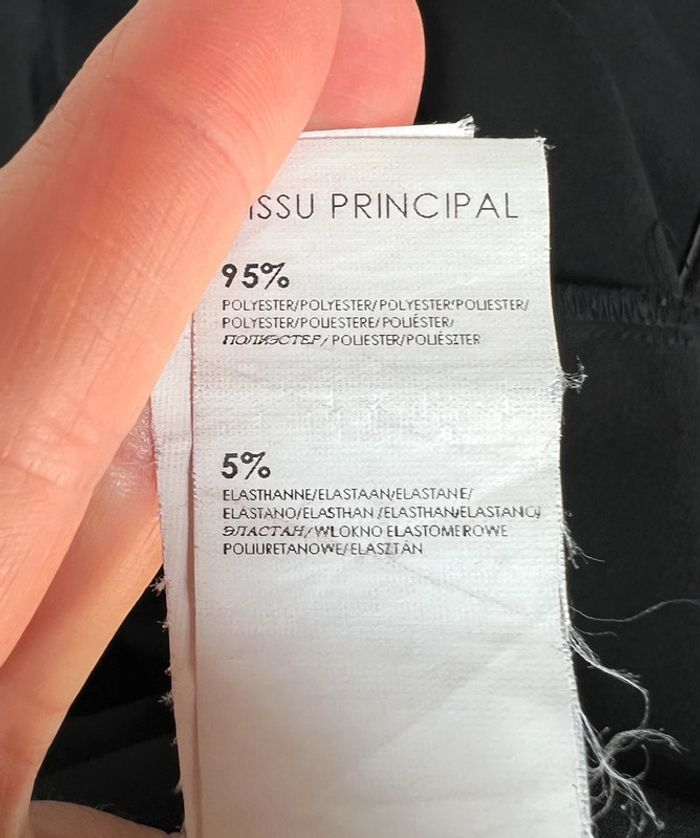 ISSU PRINCIPAL
95%
POLYESTER/POLYESTER/POLYESTER/POLIESTER/
POLYESTER/POLIESTERE/POLIÉSTER/
ПОЛИЭСТЕР/ POLIESTER/POLIÉSZTER
5%
ELASTHANNE/ELASTAAN/ELASTANE/
ELASTANO/ELASTHAN /ELASTHAN/ELASTANO/
ЭЛАСТАН/WLOKNO ELASTOMEROWE
POLIURETANOWE/ELASZTÁN